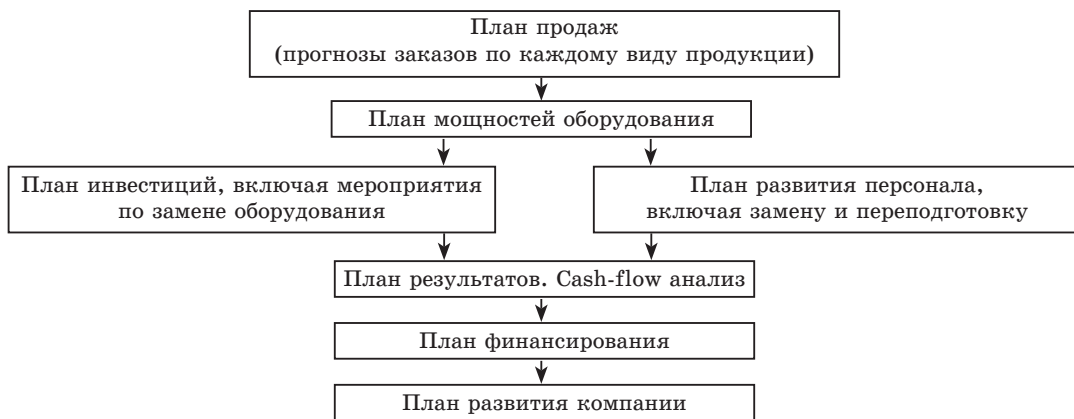 План продаж
(прогнозы заказов по каждому виду продукции)
План мощностей оборудования
План инвестиций, включая мероприятия
по замене оборудования
План развития персонала,
включая замену и переподготовку
План результатов. Cash-flow анализ
План финансирования
План развития компании